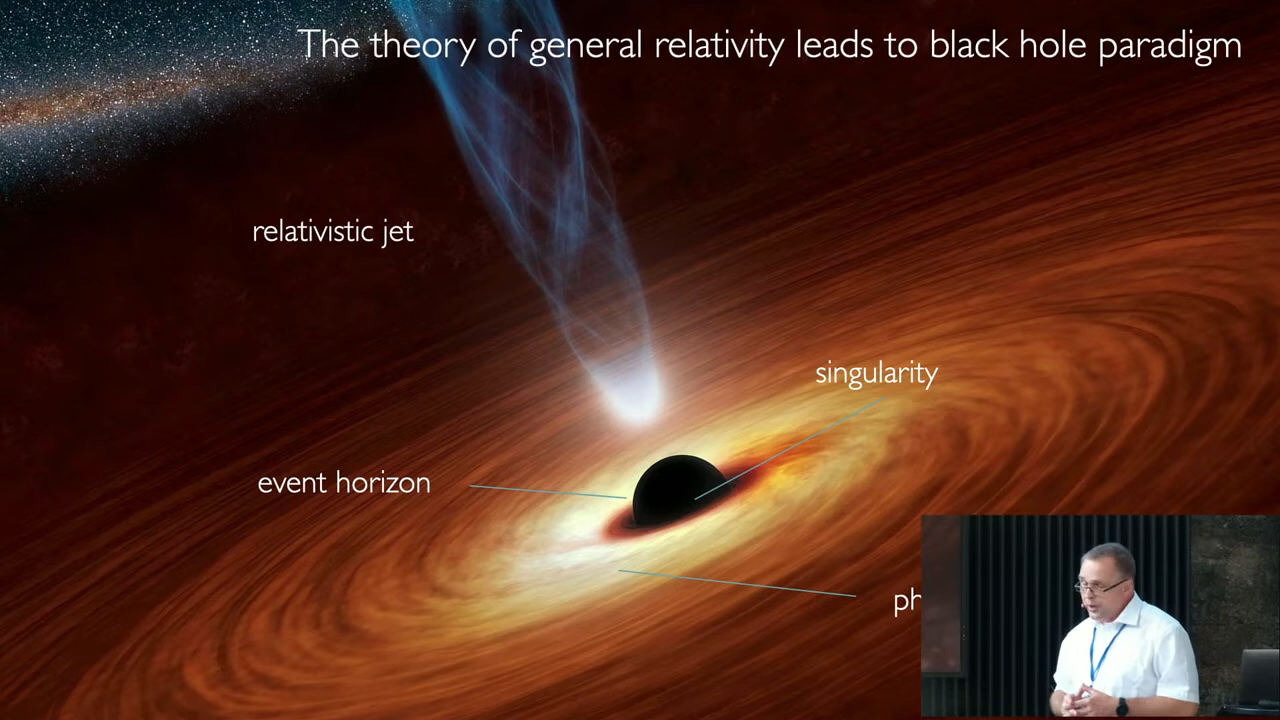 The theory of general relativity leads to black hole paradigm
relativistic jet
singularity
event horizon